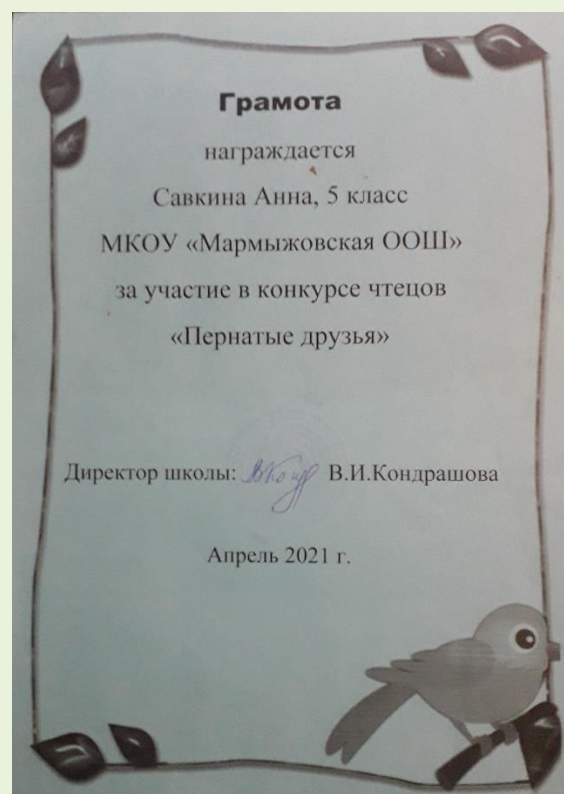 Грамота
награждается
Савкина Анна, 5 класс
МКОУ «Мармыжовская ООШ»
за участие в конкурсе чтецов
«Пернатые друзья»
Директор школы: В.И.Кондрашова
Апрель 2021 г.